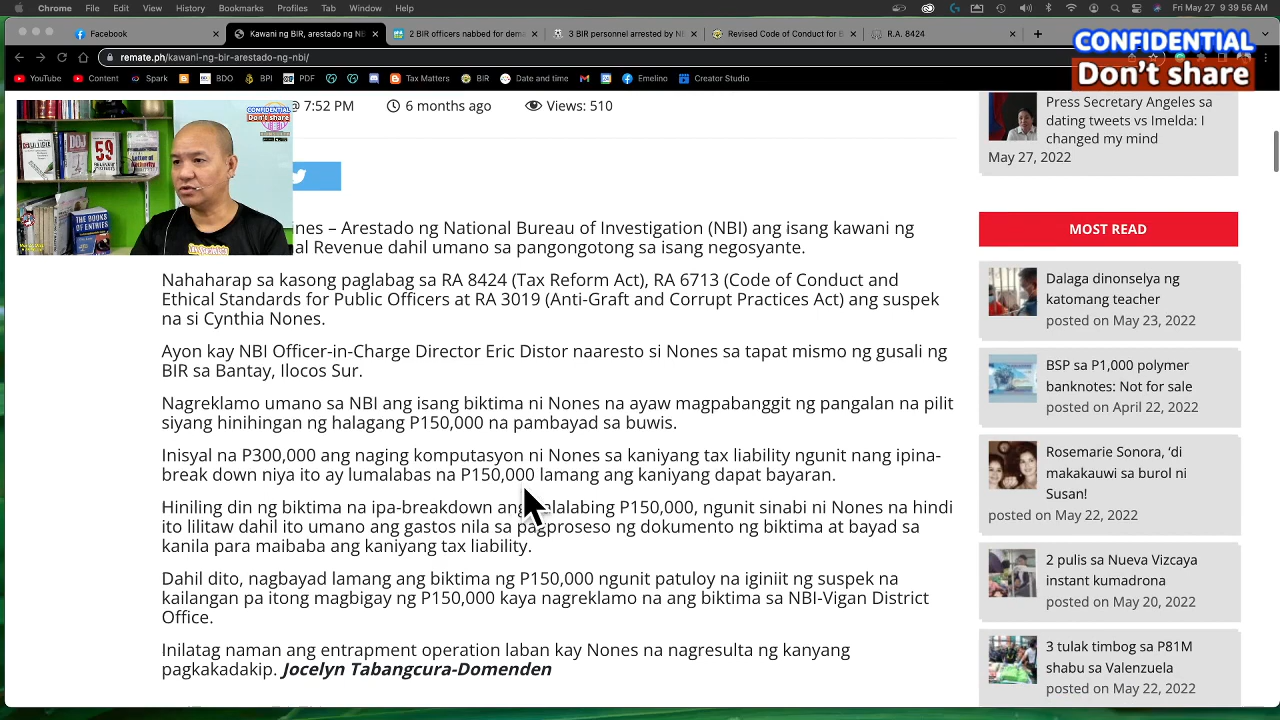 Chrome File Edit View History Bookmarks Profiles Tab Window Help
Fri May 27 9:39:56 AM
Facebook
Kawani ng BIR, arestado ng NB
2 BIR officers nabbed for dema
3 BIR personnel arrested by N
Revised Code of Conduct for B
R.A. 8424
remate.ph/kawani-ng-bir-arestado-ng-nbi/
CONFIDENTIAL
Don't share
YouTube Content Spark BDO BPI PDF Tax Matters BIR Date and time Emelino Creator Studio
@ 7:52 PM 6 months ago Views: 510
CONFIDENTIAL
Don't share
59
Letter of Authority
THE BOOKS OF ENTRIES
ines – Arestado ng National Bureau of Investigation (NBI) ang isang kawani ng
al Revenue dahil umano sa pangongotong sa isang negosyante.
Nahaharap sa kasong paglabag sa RA 8424 (Tax Reform Act), RA 6713 (Code of Conduct and
Ethical Standards for Public Officers at RA 3019 (Anti-Graft and Corrupt Practices Act) ang suspek
na si Cynthia Nones.
Ayon kay NBI Officer-in-Charge Director Eric Distor naaresto si Nones sa tapat mismo ng gusali ng
BIR sa Bantay, Ilocos Sur.
Nagreklamo umano sa NBI ang isang biktima ni Nones na ayaw magpabanggit ng pangalan na pilit
siyang hinihingan ng halagang P150,000 na pambayad sa buwis.
Inisyal na P300,000 ang naging komputasyon ni Nones sa kaniyang tax liability ngunit nang ipina-
break down niya ito ay lumalabas na P150,000 lamang ang kaniyang dapat bayaran.
Hiniling din ng biktima na ipa-breakdown ang nalalabing P150,000, ngunit sinabi ni Nones na hindi
ito lilitaw dahil ito umano ang gastos nila sa pagproseso ng dokumento ng biktima at bayad sa
kanila para maibaba ang kaniyang tax liability.
Dahil dito, nagbayad lamang ang biktima ng P150,000 ngunit patuloy na iginiit ng suspek na
kailangan pa itong magbigay ng P150,000 kaya nagreklamo na ang biktima sa NBI-Vigan District
Office.
Inilatag naman ang entrapment operation laban kay Nones na nagresulta ng kanyang
pagkakadakip. Jocelyn Tabangcura-Domenden
Press Secretary Angeles sa
dating tweets vs Imelda: I
changed my mind
May 27, 2022
MOST READ
Dalaga dinonselya ng
katomang teacher
posted on May 23, 2022
BSP sa P1,000 polymer
banknotes: Not for sale
posted on April 22, 2022
Rosemarie Sonora, 'di
makakauwi sa burol ni
Susan!
posted on May 22, 2022
2 pulis sa Nueva Vizcaya
instant kumadrona
posted on May 20, 2022
3 tulak timbog sa P81M
shabu sa Valenzuela
posted on May 22, 2022